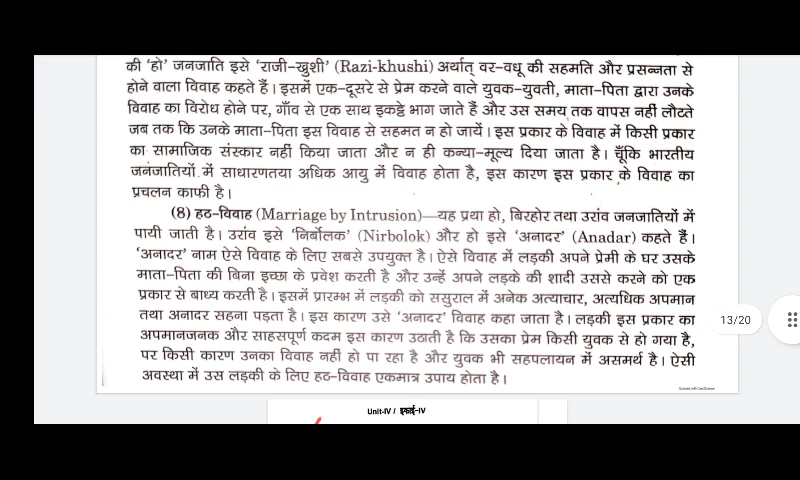 की 'हो' जनजाति इसे 'राजी-खुशी' (Razi-khushi) अर्थात् वर-वधू की सहमति और प्रसन्नता से
होने वाला विवाह कहते हैं। इसमें एक-दूसरे से प्रेम करने वाले युवक-युवती, माता-पिता द्वारा उनके
विवाह का विरोध होने पर, गाँव से एक साथ इकट्ठे भाग जाते हैं और उस समय तक वापस नहीं लौटते
जब तक कि उनके माता-पिता इस विवाह से सहमत न हो जायें। इस प्रकार के विवाह में किसी प्रकार
का सामाजिक संस्कार नहीं किया जाता और न ही कन्या-मूल्य दिया जाता है। चूँकि भारतीय
जनजातियों में साधारणतया अधिक आयु में विवाह होता है, इस कारण इस प्रकार के विवाह का
प्रचलन काफी है।
(8) हठ-विवाह (Marriage by Intrusion)—यह प्रथा हो, बिरहोर तथा उरांव जनजातियों में
पायी जाती है। उरांव इसे 'निर्बोलक' (Nirbolok) और हो इसे 'अनादर' (Anadar) कहते हैं।
'अनादर' नाम ऐसे विवाह के लिए सबसे उपयुक्त है। ऐसे विवाह में लड़की अपने प्रेमी के घर उसके
माता-पिता की बिना इच्छा के प्रवेश करती है और उन्हें अपने लड़के की शादी उससे करने को एक
प्रकार से बाध्य करती है। इसमें प्रारम्भ में लड़की को ससुराल में अनेक अत्याचार, अत्यधिक अपमान
तथा अनादर सहना पड़ता है। इस कारण उसे 'अनादर' विवाह कहा जाता है। लड़की इस प्रकार का
अपमानजनक और साहसपूर्ण कदम इस कारण उठाती है कि उसका प्रेम किसी युवक से हो गया है,
पर किसी कारण उनका विवाह नहीं हो पा रहा है और युवक भी सहपलायन में असमर्थ है। ऐसी
अवस्था में उस लड़की के लिए हठ-विवाह एकमात्र उपाय होता है।
13/20
Scanned with CamScanner
Unit-IV / इकाई-IV